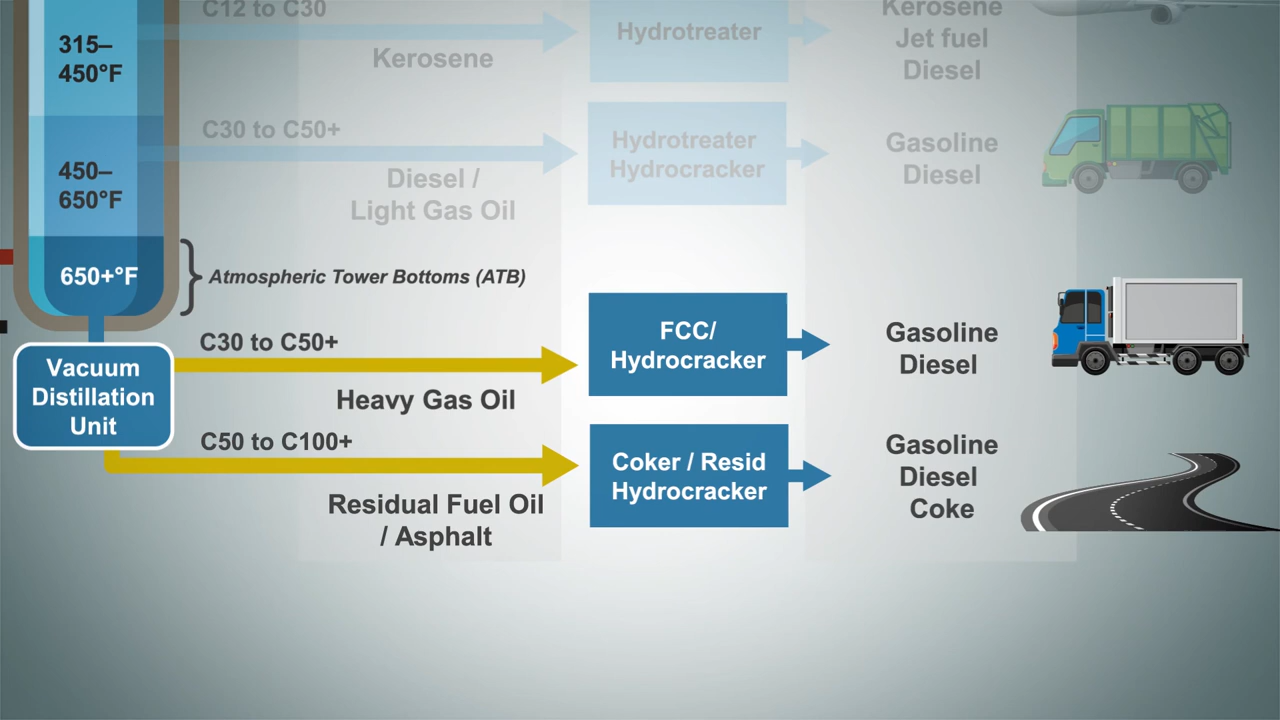 C12 to C30
315–
450°F
Kerosene
Hydrotreater
Kerosene
Jet fuel
Diesel
C30 to C50+
450–
650°F
Diesel /
Light Gas Oil
Hydrotreater
Hydrocracker
Gasoline
Diesel
650+°F
Atmospheric Tower Bottoms (ATB)
Vacuum
Distillation
Unit
C30 to C50+
Heavy Gas Oil
FCC/
Hydrocracker
Gasoline
Diesel
C50 to C100+
Residual Fuel Oil
/ Asphalt
Coker / Resid
Hydrocracker
Gasoline
Diesel
Coke